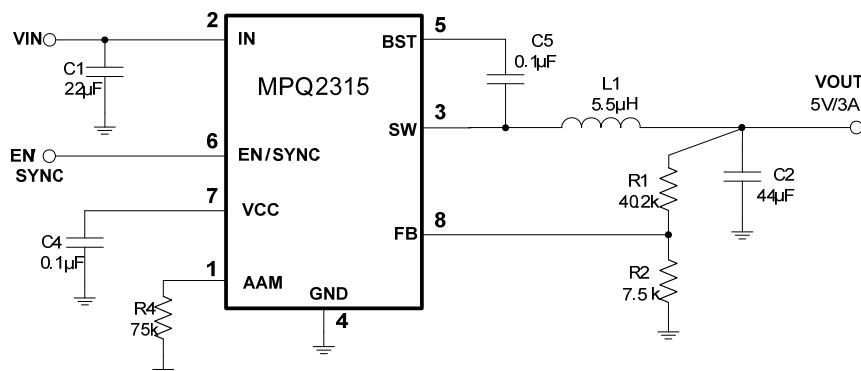 2
5
VIN
IN
BST
C5
0.1µF
C1
22µF
MPQ2315
L1
5.5µH
VOUT
5V/3A
3
SW
6
EN
SYNC
EN/SYNC
R1
40.2k
C2
44µF
7
VCC
8
FB
C4
0.1µF
1
AAM
R2
7.5k
GND
R4
75k
4